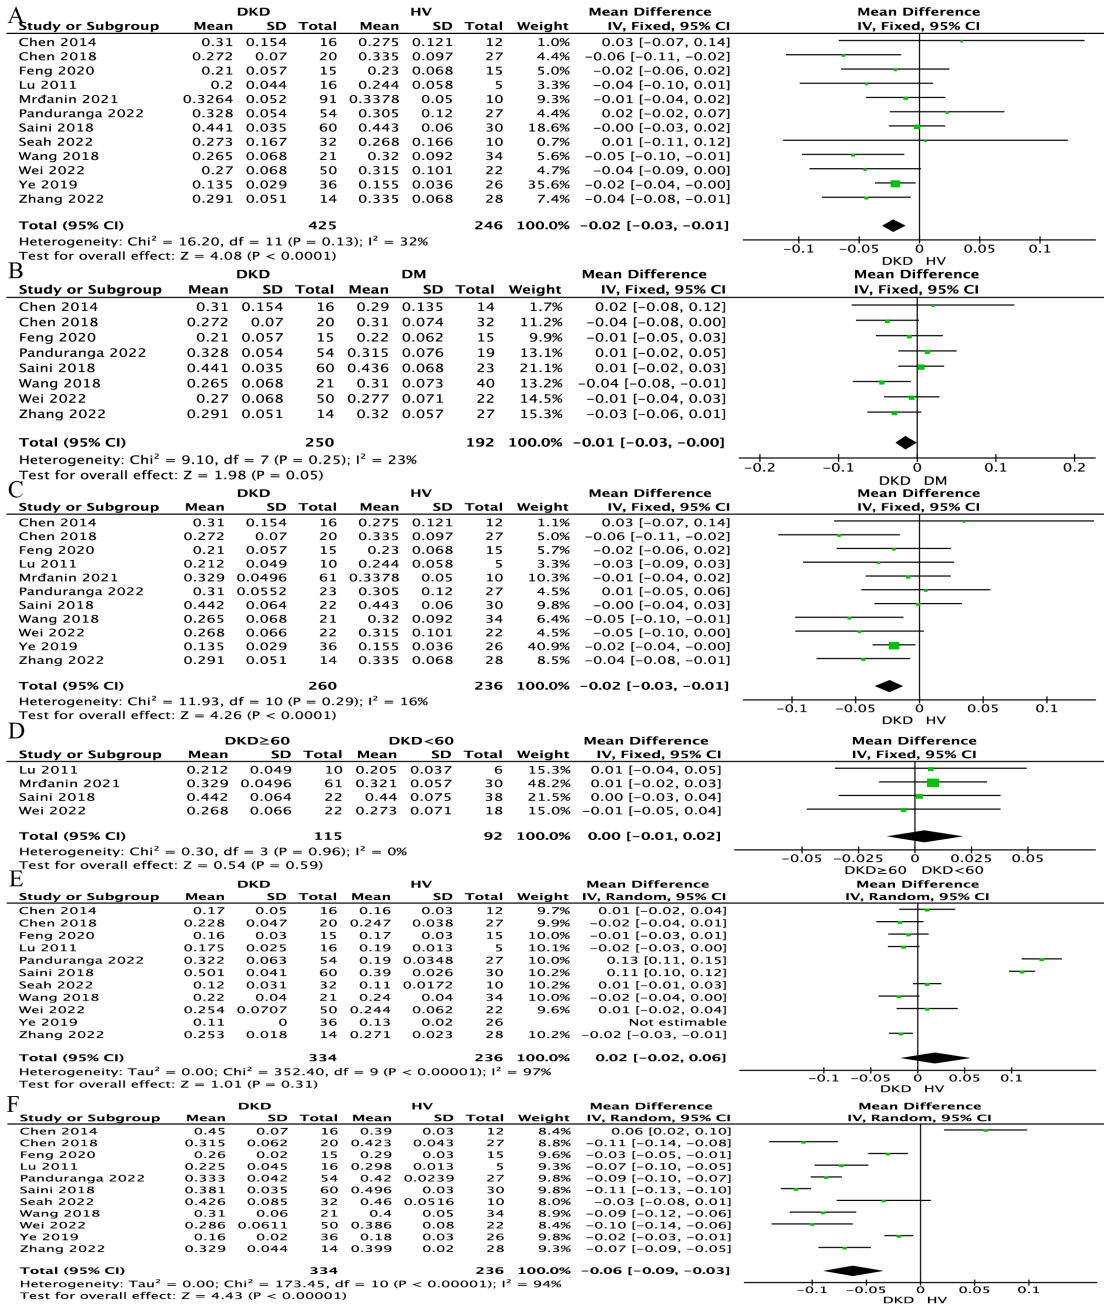 A
DKD HV Mean Difference Mean Difference
Study or Subgroup Mean SD Total Mean SD Total Weight IV, Fixed, 95% CI IV, Fixed, 95% CI
Chen 2014 0.31 0.154 16 0.275 0.121 12 1.0% 0.03 [−0.07, 0.14]
Chen 2018 0.272 0.07 20 0.335 0.097 27 4.4% −0.06 [−0.11, −0.02]
Feng 2020 0.21 0.057 15 0.23 0.068 15 5.0% −0.02 [−0.06, 0.02]
Lu 2011 0.2 0.044 16 0.244 0.058 5 3.3% −0.04 [−0.10, 0.01]
Mrđanin 2021 0.3264 0.052 91 0.3378 0.05 10 9.3% −0.01 [−0.04, 0.02]
Panduranga 2022 0.328 0.054 54 0.305 0.12 27 4.4% 0.02 [−0.02, 0.07]
Saini 2018 0.441 0.035 60 0.443 0.06 30 18.6% −0.00 [−0.03, 0.02]
Seah 2022 0.273 0.167 32 0.268 0.166 10 0.7% 0.01 [−0.11, 0.12]
Wang 2018 0.265 0.068 21 0.32 0.092 34 5.6% −0.05 [−0.10, −0.01]
Wei 2022 0.27 0.068 50 0.315 0.101 22 4.7% −0.04 [−0.09, 0.00]
Ye 2019 0.135 0.029 36 0.155 0.036 26 35.6% −0.02 [−0.04, −0.00]
Zhang 2022 0.291 0.051 14 0.335 0.068 28 7.4% −0.04 [−0.08, −0.01]
Total (95% CI) 425 246 100.0% −0.02 [−0.03, −0.01]
Heterogeneity: Chi² = 16.20, df = 11 (P = 0.13); I² = 32%
Test for overall effect: Z = 4.08 (P < 0.0001)
−0.1 −0.05 0 0.05 0.1
DKD HV
B
DKD DM Mean Difference Mean Difference
Study or Subgroup Mean SD Total Mean SD Total Weight IV, Fixed, 95% CI IV, Fixed, 95% CI
Chen 2014 0.31 0.154 16 0.29 0.135 14 1.7% 0.02 [−0.08, 0.12]
Chen 2018 0.272 0.07 20 0.31 0.074 32 11.2% −0.04 [−0.08, 0.00]
Feng 2020 0.21 0.057 15 0.22 0.062 15 9.9% −0.01 [−0.05, 0.03]
Panduranga 2022 0.328 0.054 54 0.315 0.076 19 13.1% 0.01 [−0.02, 0.05]
Saini 2018 0.441 0.035 60 0.436 0.068 23 21.1% 0.01 [−0.02, 0.03]
Wang 2018 0.265 0.068 21 0.31 0.073 40 13.2% −0.04 [−0.08, −0.01]
Wei 2022 0.27 0.068 50 0.277 0.071 22 14.5% −0.01 [−0.04, 0.03]
Zhang 2022 0.291 0.051 14 0.32 0.057 27 15.3% −0.03 [−0.06, 0.01]
Total (95% CI) 250 192 100.0% −0.01 [−0.03, −0.00]
Heterogeneity: Chi² = 9.10, df = 7 (P = 0.25); I² = 23%
Test for overall effect: Z = 1.98 (P = 0.05)
−0.2 −0.1 0 0.1 0.2
DKD DM
C
DKD HV Mean Difference Mean Difference
Study or Subgroup Mean SD Total Mean SD Total Weight IV, Fixed, 95% CI IV, Fixed, 95% CI
Chen 2014 0.31 0.154 16 0.275 0.121 12 1.1% 0.03 [−0.07, 0.14]
Chen 2018 0.272 0.07 20 0.335 0.097 27 5.0% −0.06 [−0.11, −0.02]
Feng 2020 0.21 0.057 15 0.23 0.068 15 5.7% −0.02 [−0.06, 0.02]
Lu 2011 0.212 0.049 10 0.244 0.058 5 3.3% −0.03 [−0.09, 0.03]
Mrđanin 2021 0.329 0.0496 61 0.3378 0.05 10 10.3% −0.01 [−0.04, 0.02]
Panduranga 2022 0.31 0.0552 23 0.305 0.12 27 4.5% 0.01 [−0.05, 0.06]
Saini 2018 0.442 0.064 22 0.443 0.06 30 9.8% −0.00 [−0.04, 0.03]
Wang 2018 0.265 0.068 21 0.32 0.092 34 6.4% −0.05 [−0.10, −0.01]
Wei 2022 0.268 0.066 22 0.315 0.101 22 4.5% −0.05 [−0.10, 0.00]
Ye 2019 0.135 0.029 36 0.155 0.036 26 40.9% −0.02 [−0.04, −0.00]
Zhang 2022 0.291 0.051 14 0.335 0.068 28 8.5% −0.04 [−0.08, −0.01]
Total (95% CI) 260 236 100.0% −0.02 [−0.03, −0.01]
Heterogeneity: Chi² = 11.93, df = 10 (P = 0.29); I² = 16%
Test for overall effect: Z = 4.26 (P < 0.0001)
−0.1 −0.05 0 0.05 0.1
DKD HV
D
DKD≥60 DKD<60 Mean Difference Mean Difference
Study or Subgroup Mean SD Total Mean SD Total Weight IV, Fixed, 95% CI IV, Fixed, 95% CI
Lu 2011 0.212 0.049 10 0.205 0.037 6 15.3% 0.01 [−0.04, 0.05]
Mrđanin 2021 0.329 0.0496 61 0.321 0.057 30 48.2% 0.01 [−0.02, 0.03]
Saini 2018 0.442 0.064 22 0.44 0.075 38 21.5% 0.00 [−0.03, 0.04]
Wei 2022 0.268 0.066 22 0.273 0.071 18 15.0% −0.01 [−0.05, 0.04]
Total (95% CI) 115 92 100.0% 0.00 [−0.01, 0.02]
Heterogeneity: Chi² = 0.30, df = 3 (P = 0.96); I² = 0%
Test for overall effect: Z = 0.54 (P = 0.59)
−0.05 −0.025 0 0.025 0.05
DKD≥60 DKD<60
E
DKD HV Mean Difference Mean Difference
Study or Subgroup Mean SD Total Mean SD Total Weight IV, Random, 95% CI IV, Random, 95% CI
Chen 2014 0.17 0.05 16 0.16 0.03 12 9.7% 0.01 [−0.02, 0.04]
Chen 2018 0.228 0.047 20 0.247 0.038 27 9.9% −0.02 [−0.04, 0.01]
Feng 2020 0.16 0.03 15 0.17 0.03 15 10.0% −0.01 [−0.03, 0.01]
Lu 2011 0.175 0.025 16 0.19 0.013 5 10.1% −0.02 [−0.03, 0.00]
Panduranga 2022 0.322 0.063 54 0.19 0.0348 27 10.0% 0.13 [0.11, 0.15]
Saini 2018 0.501 0.041 60 0.39 0.026 30 10.2% 0.11 [0.10, 0.12]
Seah 2022 0.12 0.031 32 0.11 0.0172 10 10.1% 0.01 [−0.01, 0.03]
Wang 2018 0.22 0.04 21 0.24 0.04 34 10.0% −0.02 [−0.04, 0.00]
Wei 2022 0.254 0.0707 50 0.244 0.062 22 9.6% 0.01 [−0.02, 0.04]
Ye 2019 0.11 0 36 0.13 0.02 26 Not estimable
Zhang 2022 0.253 0.018 14 0.271 0.023 28 10.2% −0.02 [−0.03, −0.01]
Total (95% CI) 334 236 100.0% 0.02 [−0.02, 0.06]
Heterogeneity: Tau² = 0.00; Chi² = 352.40, df = 9 (P < 0.00001); I² = 97%
Test for overall effect: Z = 1.01 (P = 0.31)
−0.1 −0.05 0 0.05 0.1
DKD HV
F
DKD HV Mean Difference Mean Difference
Study or Subgroup Mean SD Total Mean SD Total Weight IV, Random, 95% CI IV, Random, 95% CI
Chen 2014 0.45 0.07 16 0.39 0.03 12 8.4% 0.06 [0.02, 0.10]
Chen 2018 0.315 0.062 20 0.423 0.043 27 8.8% −0.11 [−0.14, −0.08]
Feng 2020 0.26 0.02 15 0.29 0.03 15 9.6% −0.03 [−0.05, −0.01]
Lu 2011 0.225 0.045 16 0.298 0.013 5 9.3% −0.07 [−0.10, −0.05]
Panduranga 2022 0.333 0.042 54 0.42 0.0239 27 9.8% −0.09 [−0.10, −0.07]
Saini 2018 0.381 0.035 60 0.496 0.03 30 9.8% −0.11 [−0.13, −0.10]
Seah 2022 0.426 0.085 32 0.46 0.0516 10 8.0% −0.03 [−0.08, 0.01]
Wang 2018 0.31 0.06 21 0.4 0.05 34 8.9% −0.09 [−0.12, −0.06]
Wei 2022 0.286 0.0611 50 0.386 0.08 22 8.4% −0.10 [−0.14, −0.06]
Ye 2019 0.16 0.02 36 0.18 0.03 26 9.8% −0.02 [−0.03, −0.01]
Zhang 2022 0.329 0.044 14 0.399 0.02 28 9.3% −0.07 [−0.09, −0.05]
Total (95% CI) 334 236 100.0% −0.06 [−0.09, −0.03]
Heterogeneity: Tau² = 0.00; Chi² = 173.45, df = 10 (P < 0.00001); I² = 94%
Test for overall effect: Z = 4.43 (P < 0.00001)
−0.1 −0.05 0 0.05 0.1
DKD HV